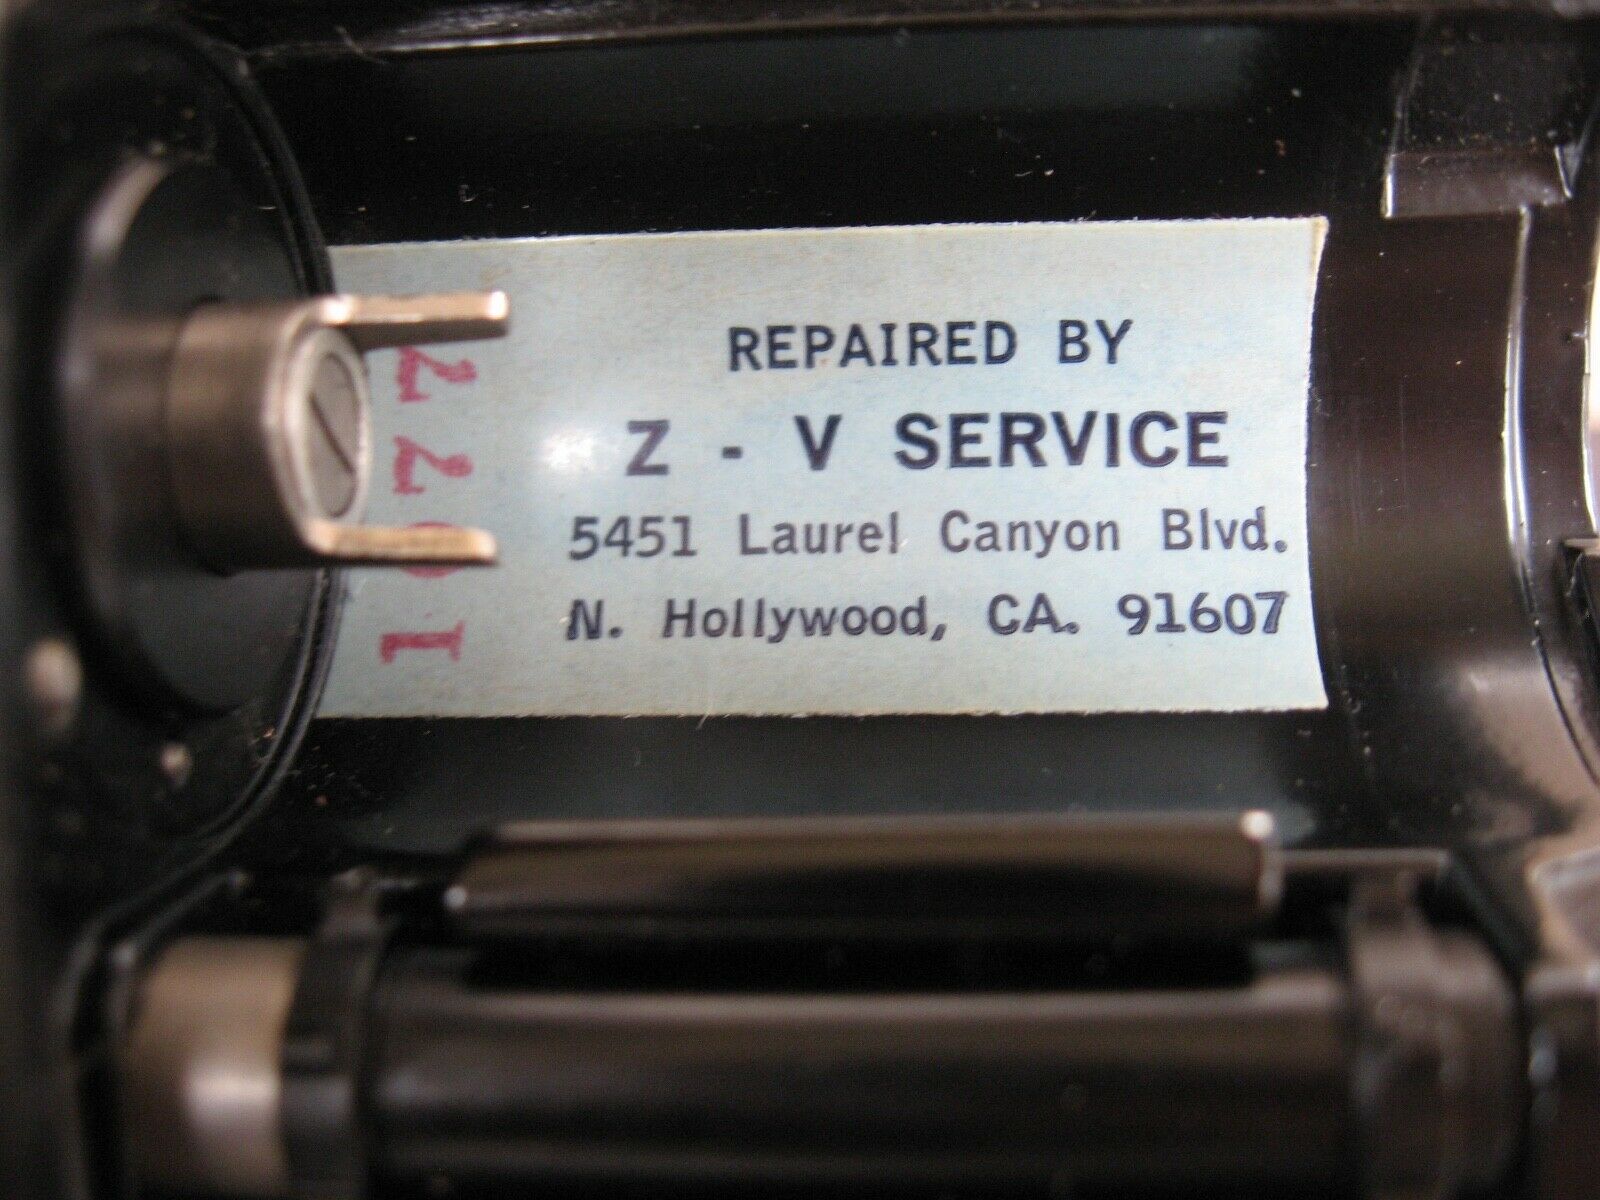 REPAIRED BY
Z - V SERVICE
5451 Laurel Canyon Blvd.
N. Hollywood, CA. 91607